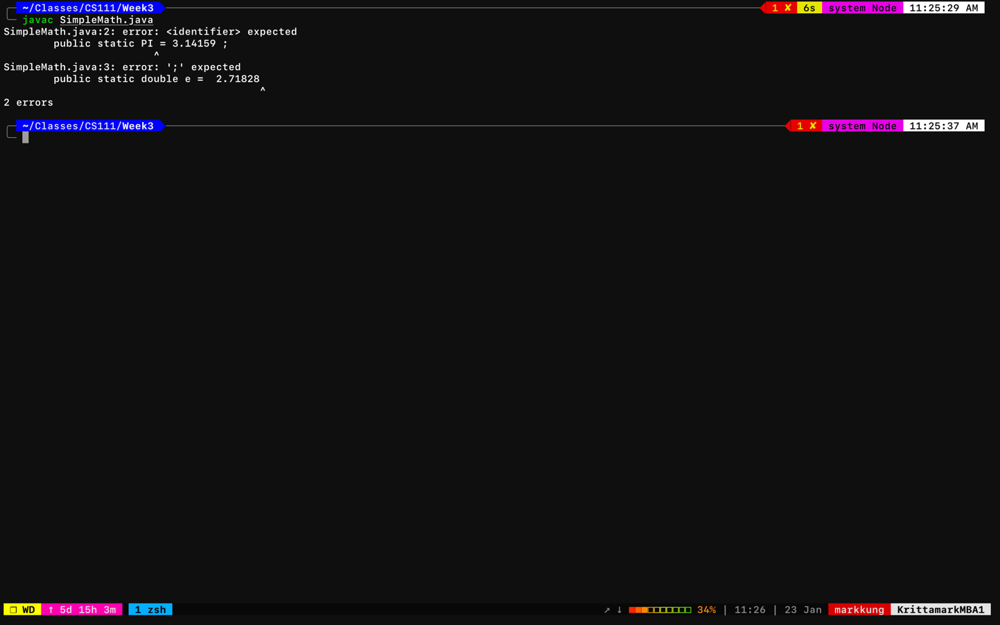 ~/Classes/CS111/Week3 1 ✘ 6s system Node 11:25:29 AM
javac SimpleMath.java
SimpleMath.java:2: error: <identifier> expected
        public static PI = 3.14159 ;
                        ^
SimpleMath.java:3: error: ';' expected
        public static double e =  2.71828
                                         ^
2 errors
~/Classes/CS111/Week3 1 ✘ system Node 11:25:37 AM
❐ WD ↑ 5d 15h 3m 1 zsh ↗ ↓ 34% | 11:26 | 23 Jan markkung KrittamarkMBA1